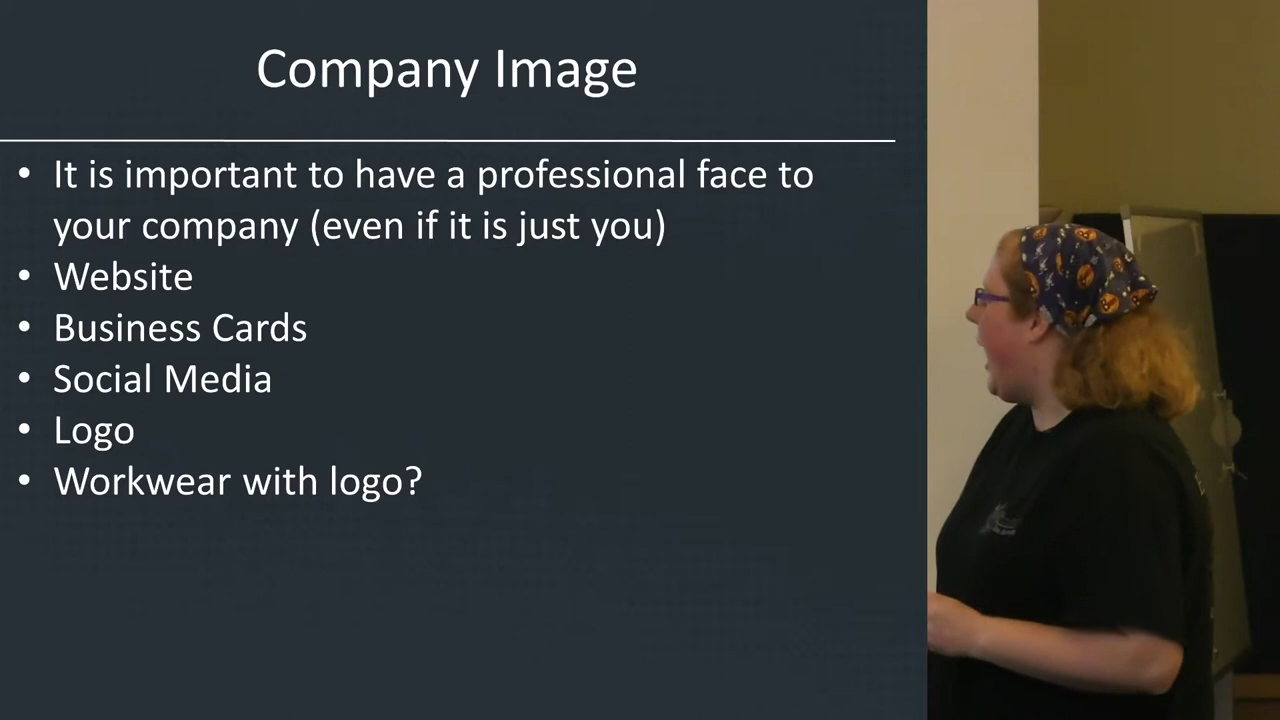 Company Image
• It is important to have a professional face to
your company (even if it is just you)
• Website
• Business Cards
• Social Media
• Logo
• Workwear with logo?